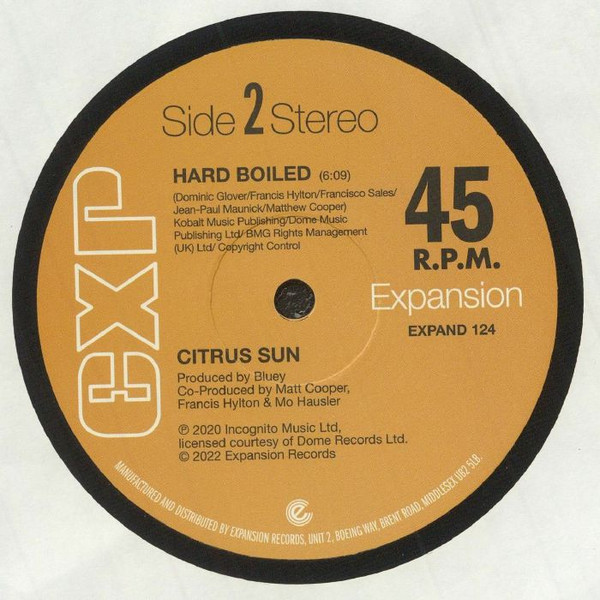 Side 2 Stereo
HARD BOILED (6:09)
(Dominic Glover/Francis Hylton/Francisco Sales/
Jean-Paul Maunick/Matthew Cooper)
Kobalt Music Publishing/Dome Music
Publishing Ltd/ BMG Rights Management
(UK) Ltd/ Copyright Control
45
R.P.M.
Expansion
EXPAND 124
exp
CITRUS SUN
Produced by Bluey
Co-Produced by Matt Cooper,
Francis Hylton & Mo Hausler
℗ 2020 Incognito Music Ltd,
licensed courtesy of Dome Records Ltd.
© 2022 Expansion Records
e
MANUFACTURED AND DISTRIBUTED BY EXPANSION RECORDS, UNIT 2, BOEING WAY, BRENT ROAD, MIDDLESEX UB2 5LB.